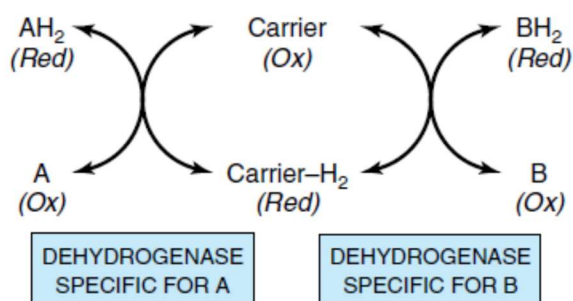 AH₂ Carrier BH₂
(Red) (Ox) (Red)
A Carrier–H₂ B
(Ox) (Red) (Ox)
DEHYDROGENASE
SPECIFIC FOR A
DEHYDROGENASE
SPECIFIC FOR B